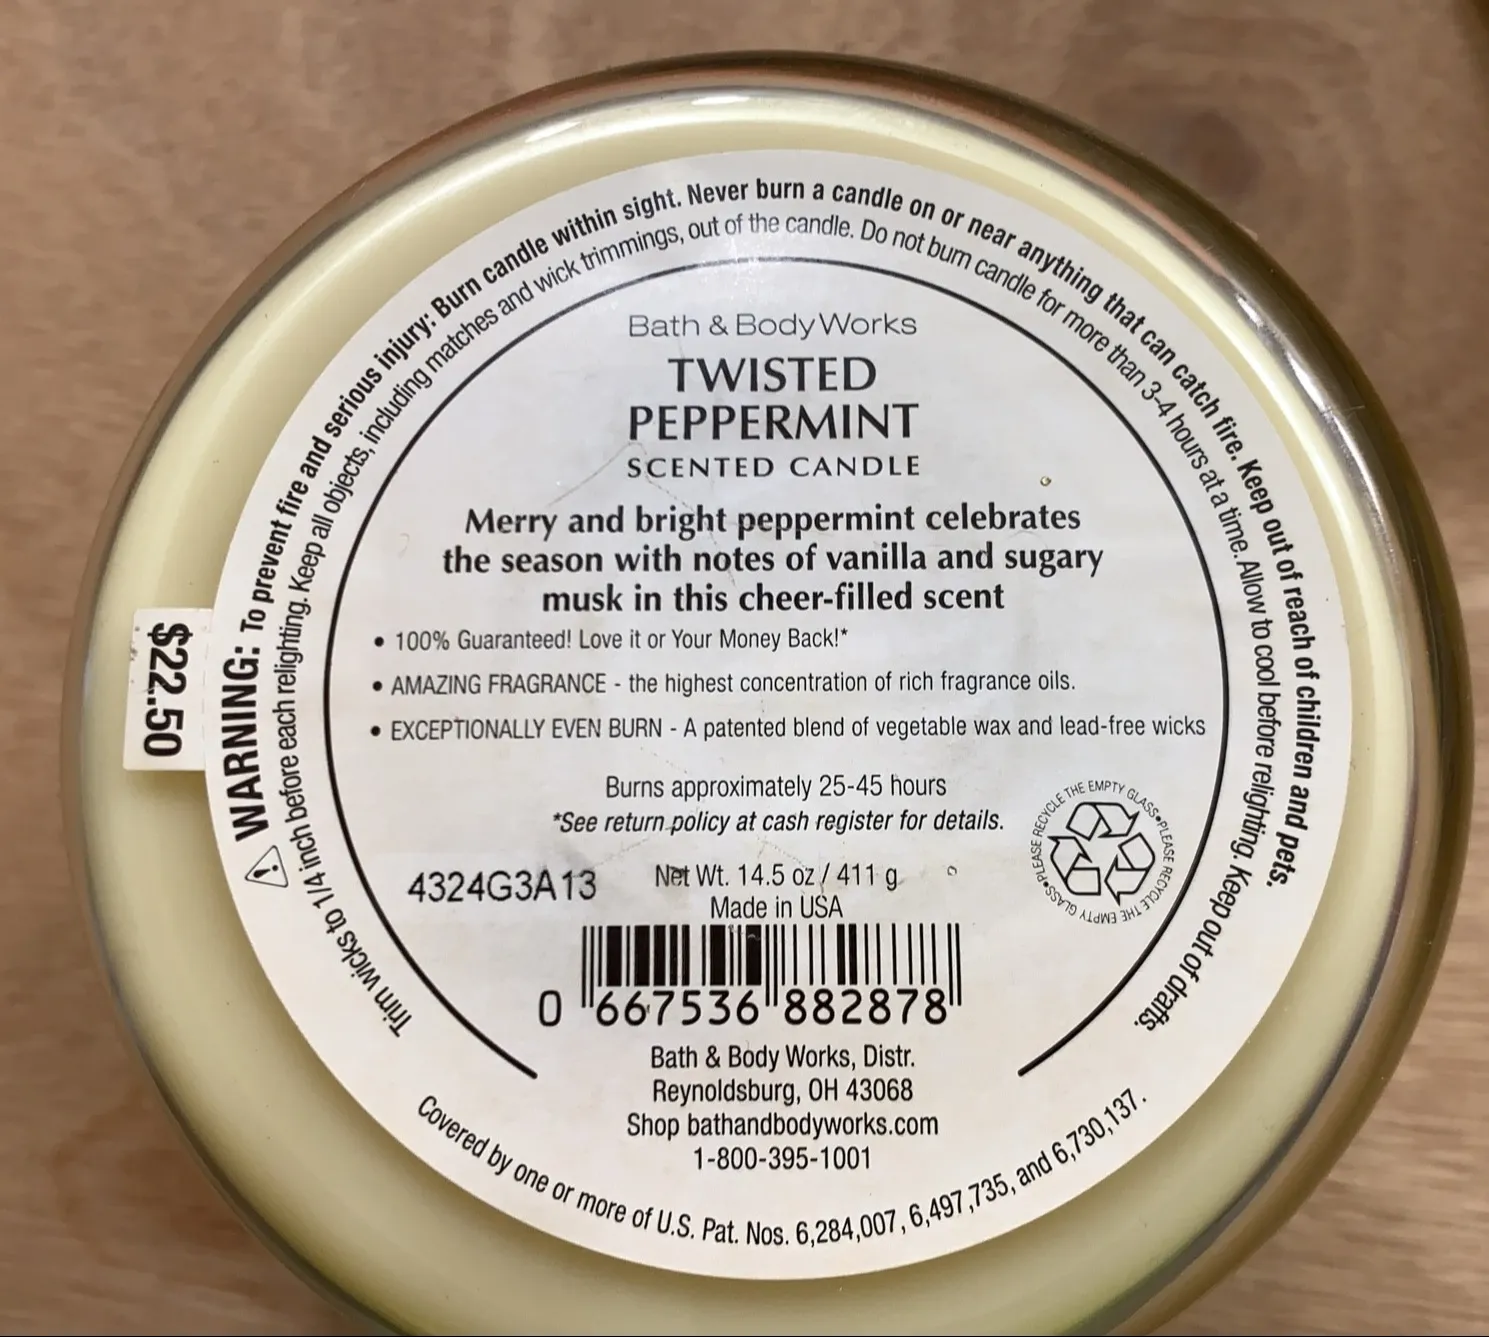 ⚠ WARNING: To prevent fire and serious injury: Burn candle within sight. Never burn a candle on or near anything that can catch fire. Keep out of reach of children and pets.
Trim wicks to 1/4 inch before each relighting. Keep all objects, including matches and wick trimmings, out of the candle. Do not burn candle for more than 3-4 hours at a time. Allow to cool before relighting. Keep out of drafts.
Bath & Body Works
TWISTED
PEPPERMINT
SCENTED CANDLE
Merry and bright peppermint celebrates
the season with notes of vanilla and sugary
musk in this cheer-filled scent
• 100% Guaranteed! Love it or Your Money Back!*
• AMAZING FRAGRANCE - the highest concentration of rich fragrance oils.
• EXCEPTIONALLY EVEN BURN - A patented blend of vegetable wax and lead-free wicks
$22.50
Burns approximately 25-45 hours
*See return policy at cash register for details.
PLEASE RECYCLE THE EMPTY GLASS•PLEASE RECYCLE THE EMPTY GLASS•
4324G3A13
Net Wt. 14.5 oz / 411 g
Made in USA
0 667536 882878
Bath & Body Works, Distr.
Reynoldsburg, OH 43068
Shop bathandbodyworks.com
1-800-395-1001
Covered by one or more of U.S. Pat. Nos. 6,284,007, 6,497,735, and 6,730,137.